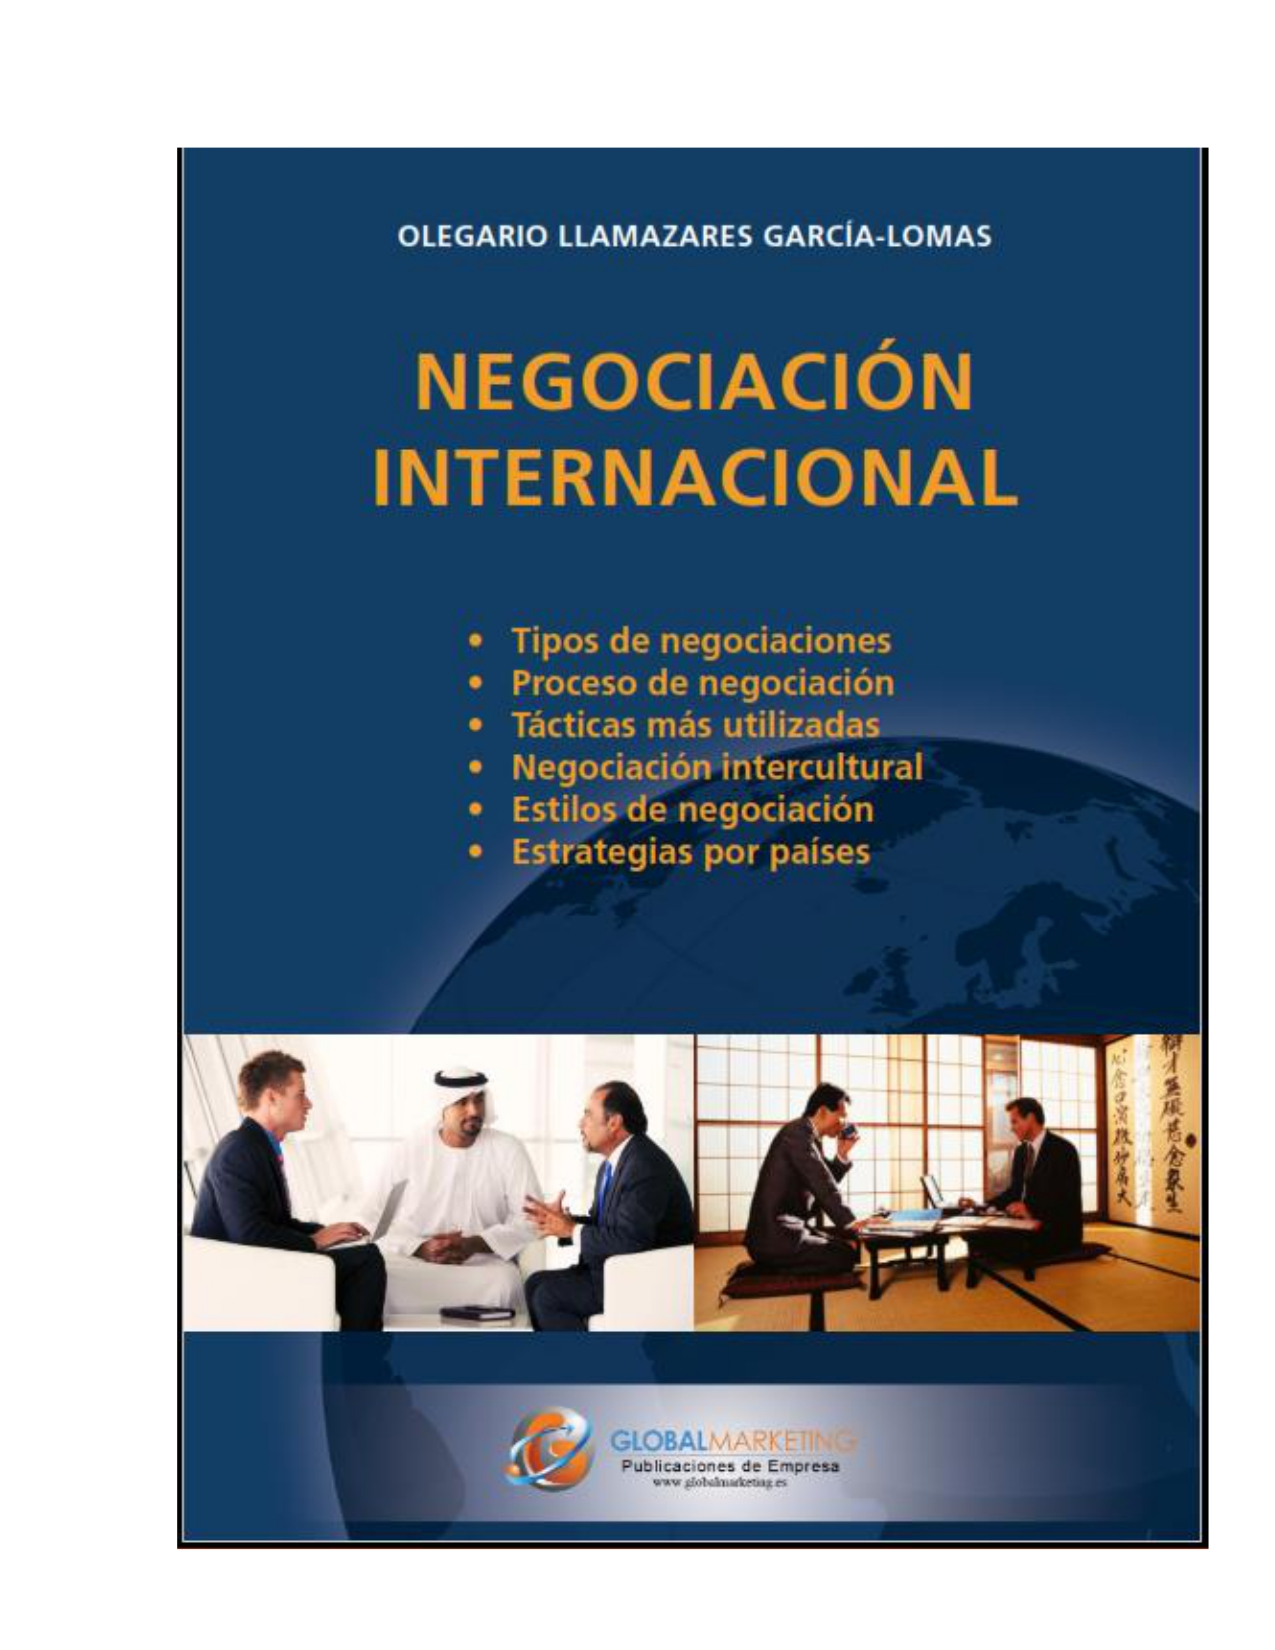 OLEGARIO LLAMAZARES GARCÍA-LOMAS
NEGOCIACIÓN
INTERNACIONAL
• Tipos de negociaciones
• Proceso de negociación
• Tácticas más utilizadas
• Negociación intercultural
• Estilos de negociación
• Estrategias por países
GLOBALMARKETING
Publicaciones de Empresa
www.globalmarketing.es